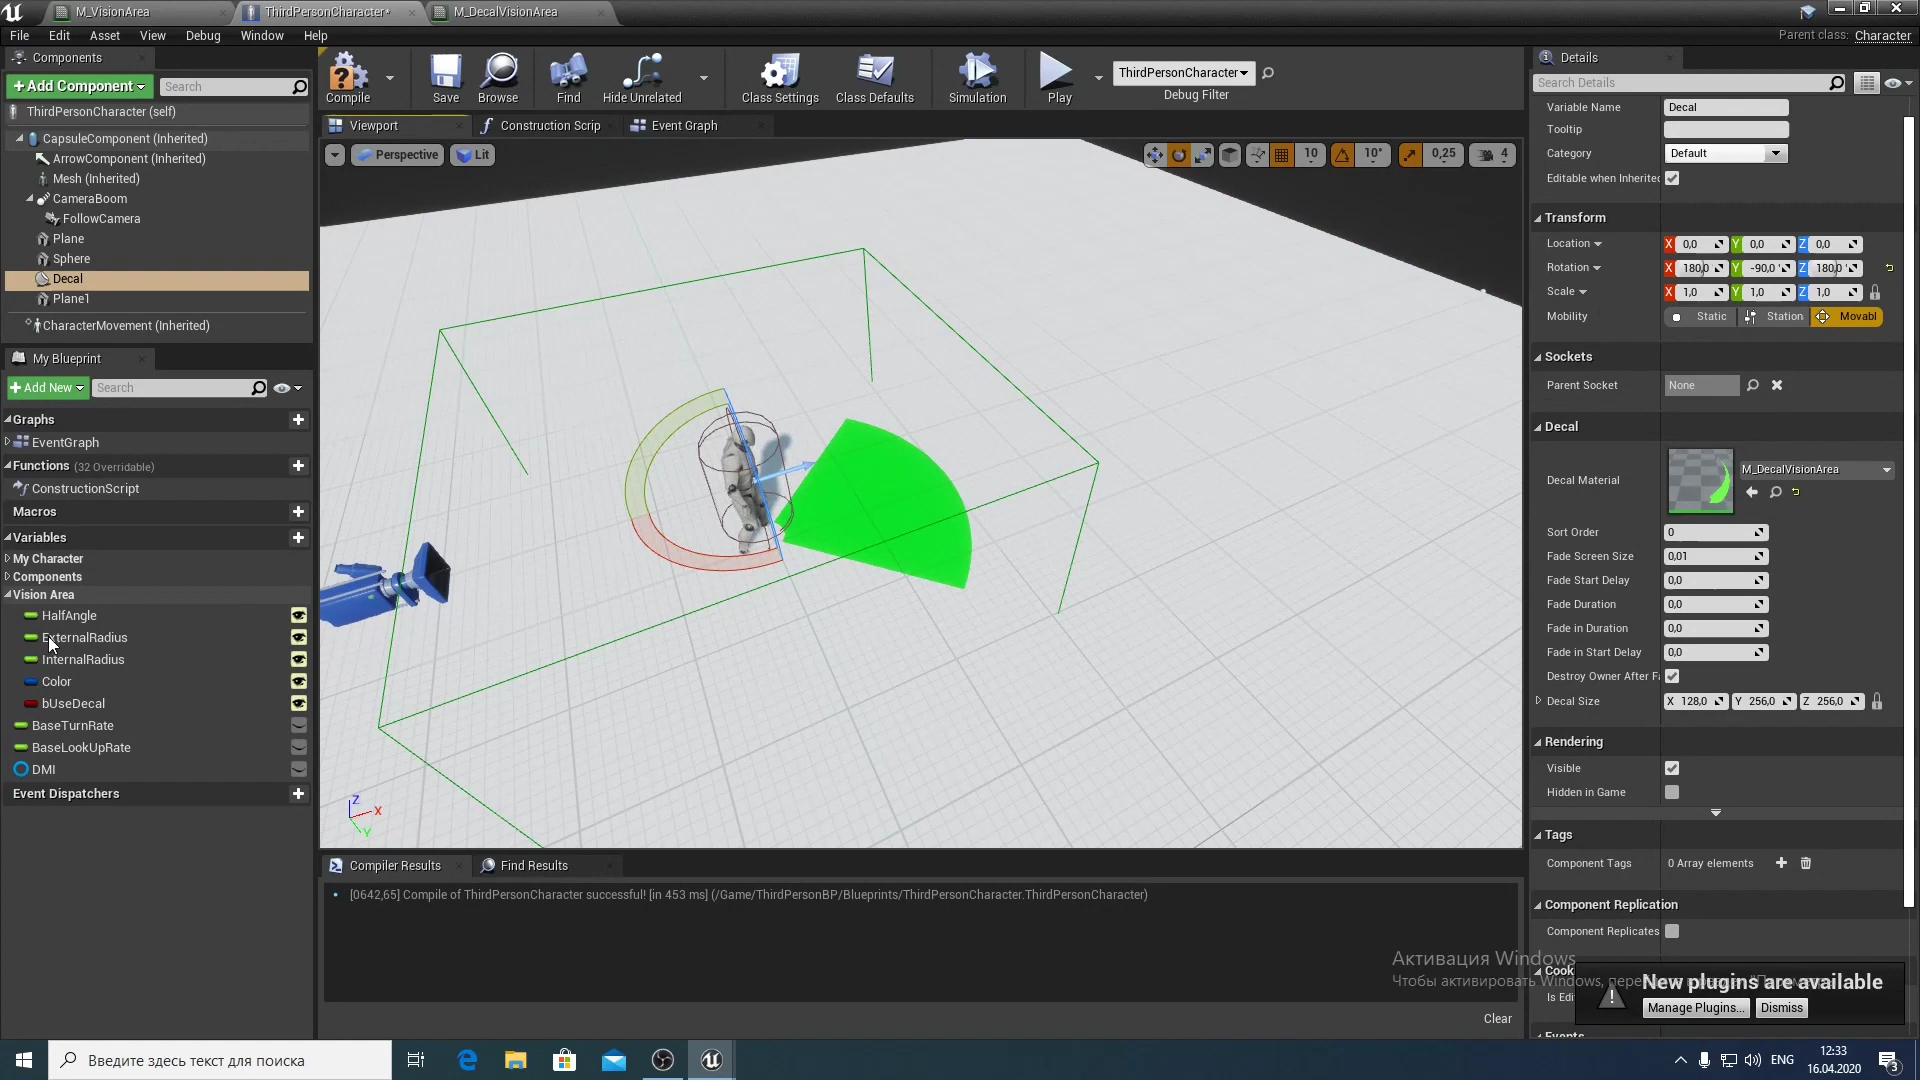 M_VisionArea
ThirdPersonCharacter*
M_DecalVisionArea
File Edit Asset View Debug Window Help
Parent class: Character
Components
+Add Component
Search
ThirdPersonCharacter (self)
CapsuleComponent (Inherited)
ArrowComponent (Inherited)
Mesh (Inherited)
CameraBoom
FollowCamera
Plane
Sphere
Decal
Plane1
CharacterMovement (Inherited)
My Blueprint
+Add New
Search
Graphs
EventGraph
Functions (32 Overridable)
ConstructionScript
Macros
Variables
My Character
Components
Vision Area
HalfAngle
ExternalRadius
InternalRadius
Color
bUseDecal
BaseTurnRate
BaseLookUpRate
DMI
Event Dispatchers
Compile
Save
Browse
Find
Hide Unrelated
Class Settings
Class Defaults
Simulation
Play
ThirdPersonCharacter
Debug Filter
Viewport
Construction Scrip
Event Graph
Perspective
Lit
10
10°
0,25
4
Z
X
Y
Compiler Results
Find Results
[0642,65] Compile of ThirdPersonCharacter successful! [in 453 ms] (/Game/ThirdPersonBP/Blueprints/ThirdPersonCharacter.ThirdPersonCharacter)
Clear
Details
Search Details
Variable Name Decal
Tooltip
Category Default
Editable when Inherited
Transform
Location X 0,0 Y 0,0 Z 0,0
Rotation X 180,0 Y -90,0 ° Z 180,0 °
Scale X 1,0 Y 1,0 Z 1,0
Mobility Static Station Movabl
Sockets
Parent Socket None
Decal
Decal Material M_DecalVisionArea
Sort Order 0
Fade Screen Size 0,01
Fade Start Delay 0,0
Fade Duration 0,0
Fade in Duration 0,0
Fade in Start Delay 0,0
Destroy Owner After Fa
Decal Size X 128,0 Y 256,0 Z 256,0
Rendering
Visible
Hidden in Game
Tags
Component Tags 0 Array elements
Component Replication
Component Replicates
Активация Windows
Чтобы активировать Windows,
Cook
Is Edi
Events
New plugins are available
Manage Plugins... Dismiss
Введите здесь текст для поиска
ENG
12:33
16.04.2020
3